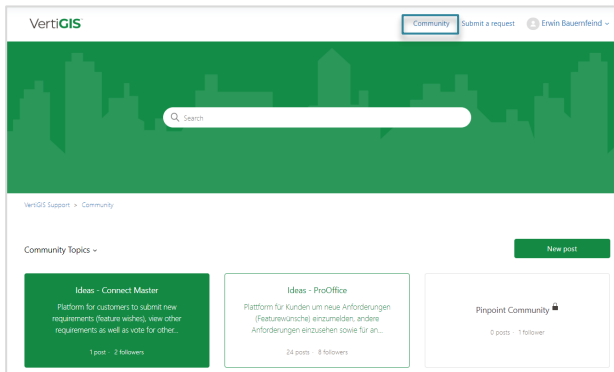 VertiGIS
Community Submit a request Erwin Bauernfeind
Search
VertiGIS Support > Community
Community Topics
New post
Ideas - Connect Master
Platform for customers to submit new
requirements (feature wishes), view other
requirements as well as vote for other...
1 post · 2 followers
Ideas - ProOffice
Plattform für Kunden um neue Anforderungen
(Featurewünsche) einzumelden, andere
Anforderungen einzusehen sowie für an...
24 posts · 8 followers
Pinpoint Community
0 posts · 1 follower